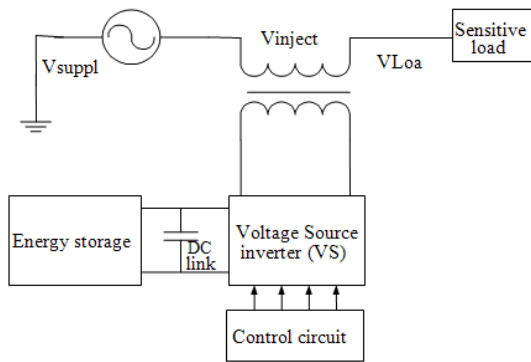 Vinject
Sensitive
load
Vsuppl
VLoa
Energy storage
DC
link
Voltage Source
inverter (VS)
Control circuit